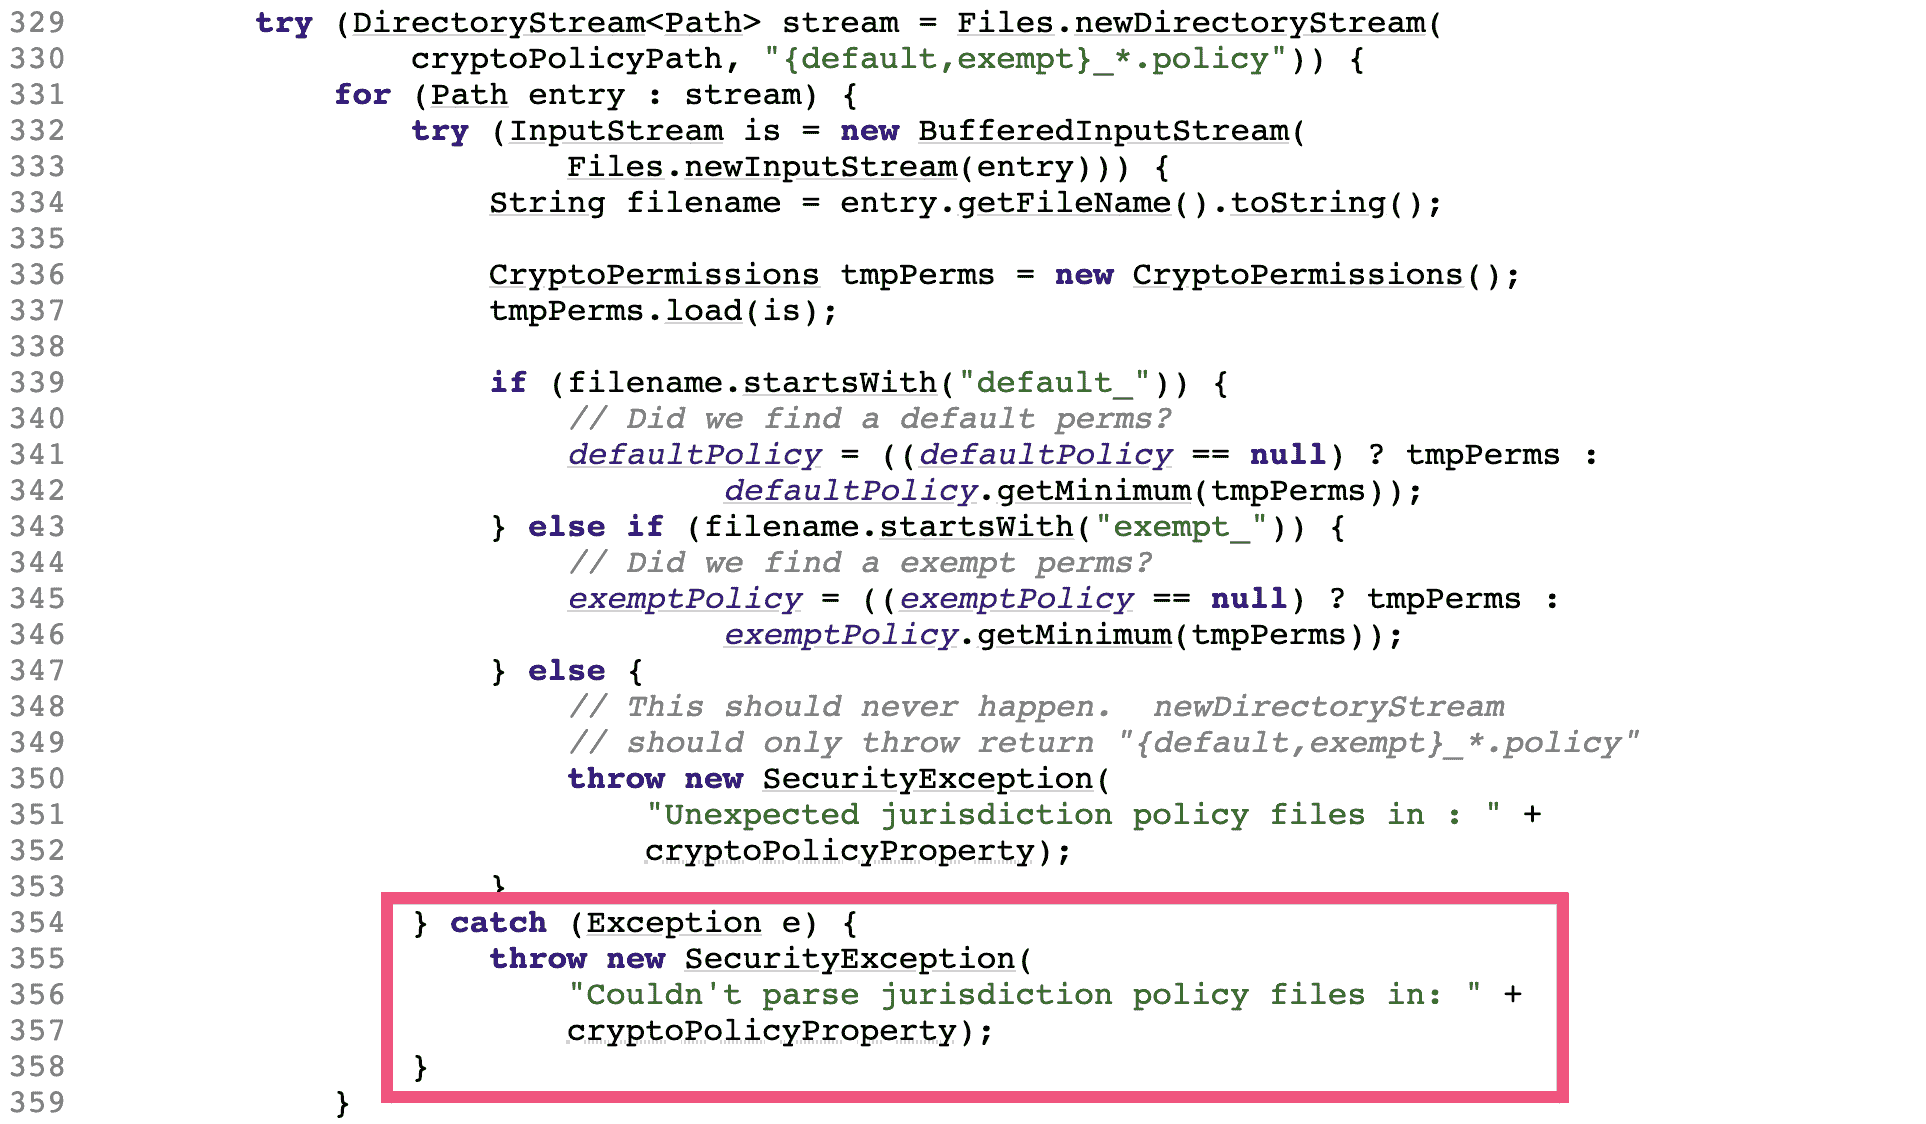 329 try (DirectoryStream<Path> stream = Files.newDirectoryStream(
330 cryptoPolicyPath, "{default,exempt}_*.policy")) {
331 for (Path entry : stream) {
332 try (InputStream is = new BufferedInputStream(
333 Files.newInputStream(entry))) {
334 String filename = entry.getFileName().toString();
335
336 CryptoPermissions tmpPerms = new CryptoPermissions();
337 tmpPerms.load(is);
338
339 if (filename.startsWith("default_")) {
340 // Did we find a default perms?
341 defaultPolicy = ((defaultPolicy == null) ? tmpPerms :
342 defaultPolicy.getMinimum(tmpPerms));
343 } else if (filename.startsWith("exempt_")) {
344 // Did we find a exempt perms?
345 exemptPolicy = ((exemptPolicy == null) ? tmpPerms :
346 exemptPolicy.getMinimum(tmpPerms));
347 } else {
348 // This should never happen.  newDirectoryStream
349 // should only throw return "{default,exempt}_*.policy"
350 throw new SecurityException(
351 "Unexpected jurisdiction policy files in : " +
352 cryptoPolicyProperty);
353 }
354 } catch (Exception e) {
355 throw new SecurityException(
356 "Couldn't parse jurisdiction policy files in: " +
357 cryptoPolicyProperty);
358 }
359 }